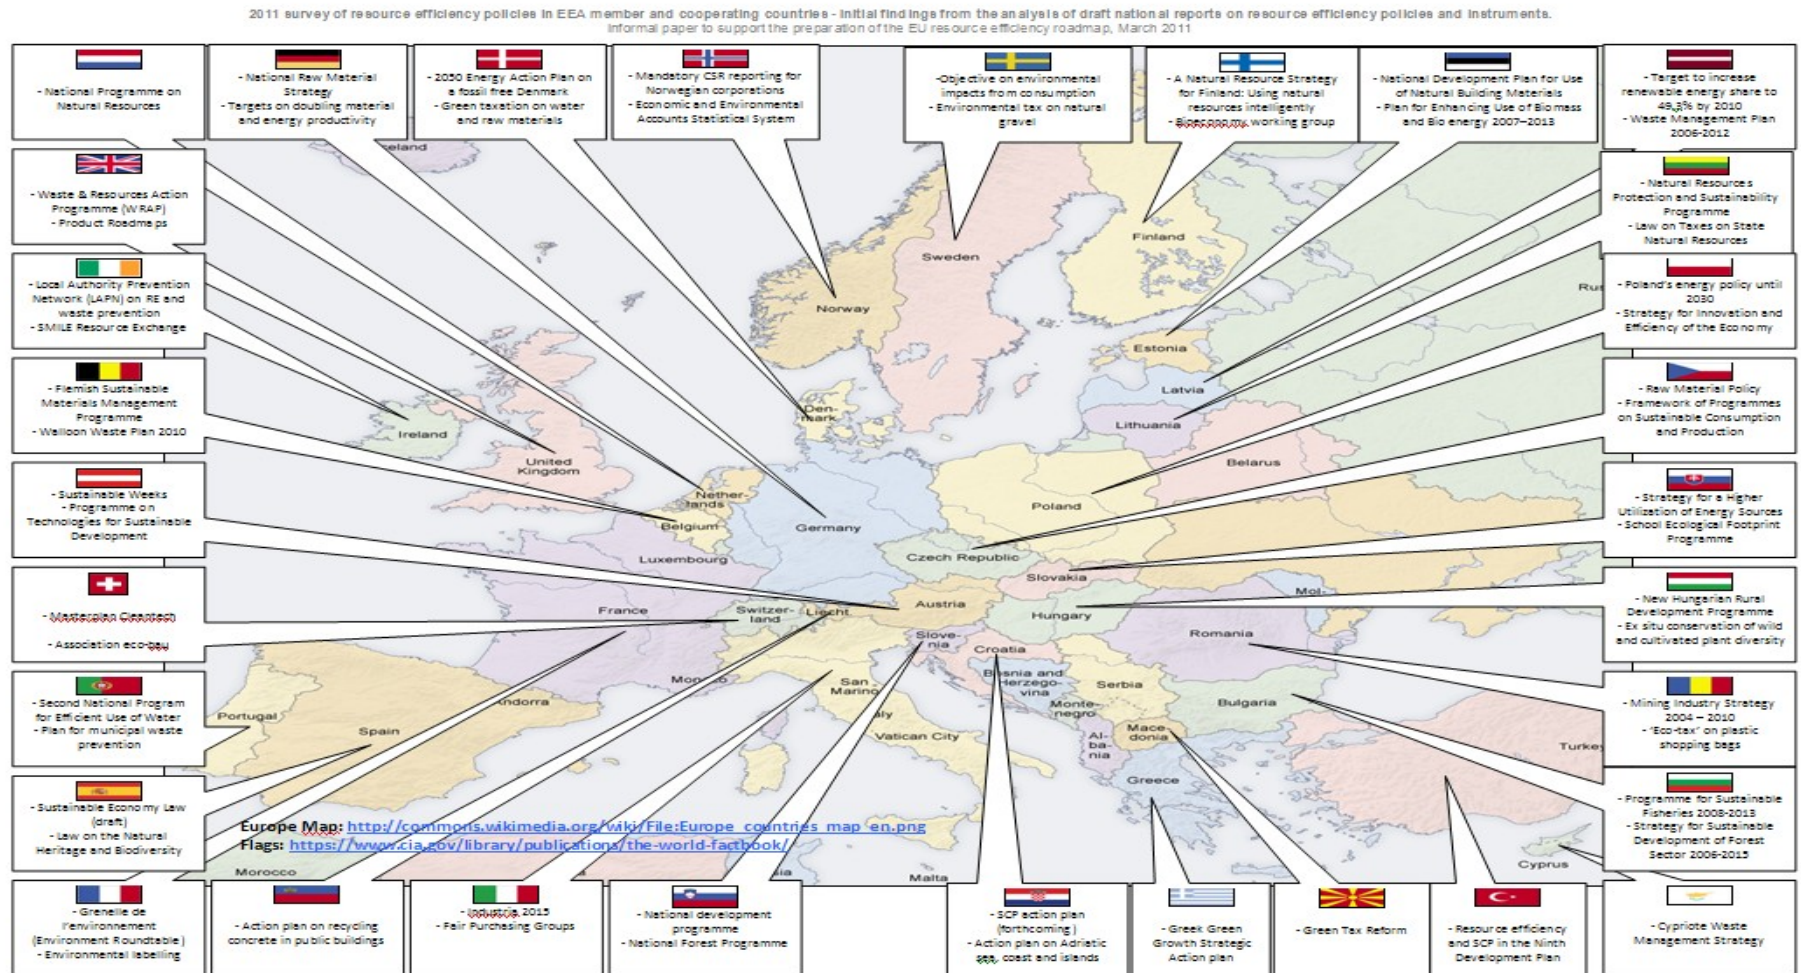 2011 survey of resource efficiency policies in EEA member and cooperating countries - initial findings from the analysis of draft national reports on resource efficiency policies and instruments.
Informal paper to support the preparation of the EU resource efficiency roadmap, March 2011
- National Programme on
Natural Resources
- National Raw Material
Strategy
- Targets on doubling material
and energy productivity
- 2050 Energy Action Plan on
a fossil free Denmark
- Green taxation on water
and raw materials
- Mandatory CSR reporting for
Norwegian corporations
- Economic and Environmental
Accounts Statistical System
-Objective on environmental
impacts from consumption
- Environmental tax on natural
gravel
- A Natural Resource Strategy
for Finland: Using natural
resources intelligently
- Bioeconomy working group
- National Development Plan for Use
of Natural Building Materials
- Plan for Enhancing Use of Biomass
and Bio energy 2007–2013
- Target to increase
renewable energy share to
49,3% by 2010
- Waste Management Plan
2006-2012
- Waste & Resources Action
Programme (WRAP)
- Product Roadmaps
- Local Authority Prevention
Network (LAPN) on RE and
waste prevention
- SMILE Resource Exchange
- Flemish Sustainable
Materials Management
Programme
- Walloon Waste Plan 2010
- Sustainable Weeks
- Programme on
Technologies for Sustainable
Development
- Masterplan Cleantech
- Association eco-bau
- Second National Program
for Efficient Use of Water
- Plan for municipal waste
prevention
- Sustainable Economy Law
(draft)
- Law on the Natural
Heritage and Biodiversity
- Natural Resources
Protection and Sustainability
Programme
- Law on Taxes on State
Natural Resources
- Poland's energy policy until
2030
- Strategy for Innovation and
Efficiency of the Economy
- Raw Material Policy
- Framework of Programmes
on Sustainable Consumption
and Production
- Strategy for a Higher
Utilization of Energy Sources
- School Ecological Footprint
Programme
- New Hungarian Rural
Development Programme
- Ex situ conservation of wild
and cultivated plant diversity
- Mining Industry Strategy
2004 – 2010
- "Eco-tax" on plastic
shopping bags
- Programme for Sustainable
Fisheries 2008-2013
- Strategy for Sustainable
Development of Forest
Sector 2006-2015
eland
Finland
Sweden
Rus
Norway
Estonia
Latvia
Den-
mark
Lithuania
Ireland
United
Kingdom
Belarus
Nether-
lands
Poland
Belgium
Germany
Luxembourg
Czech Republic
Slovakia
Mol-
France
Switzer-
land
Liecht.
Austria
Hungary
Romania
Slove-
nia
Croatia
Monaco
San
Marino
Bosnia and
Herzego-
vina
Serbia
Andorra
Monte-
negro
Bulgaria
Portugal
Spain
aly
Vatican City
Al-
ba-
nia
Mace-
donia
Turkey
Greece
Europe Map: http://commons.wikimedia.org/wiki/File:Europe_countries_map_en.png
Flags: https://www.cia.gov/library/publications/the-world-factbook/
Morocco
ia
Malta
Cyprus
- Grenelle de
l'environnement
(Environment Roundtable)
- Environmental labelling
- Action plan on recycling
concrete in public buildings
- Industria 2015
- Fair Purchasing Groups
- National development
programme
- National Forest Programme
- SCP action plan
(forthcoming)
- Action plan on Adriatic
sea, coast and islands
- Greek Green
Growth Strategic
Action plan
- Green Tax Reform
- Resource efficiency
and SCP in the Ninth
Development Plan
- Cypriote Waste
Management Strategy